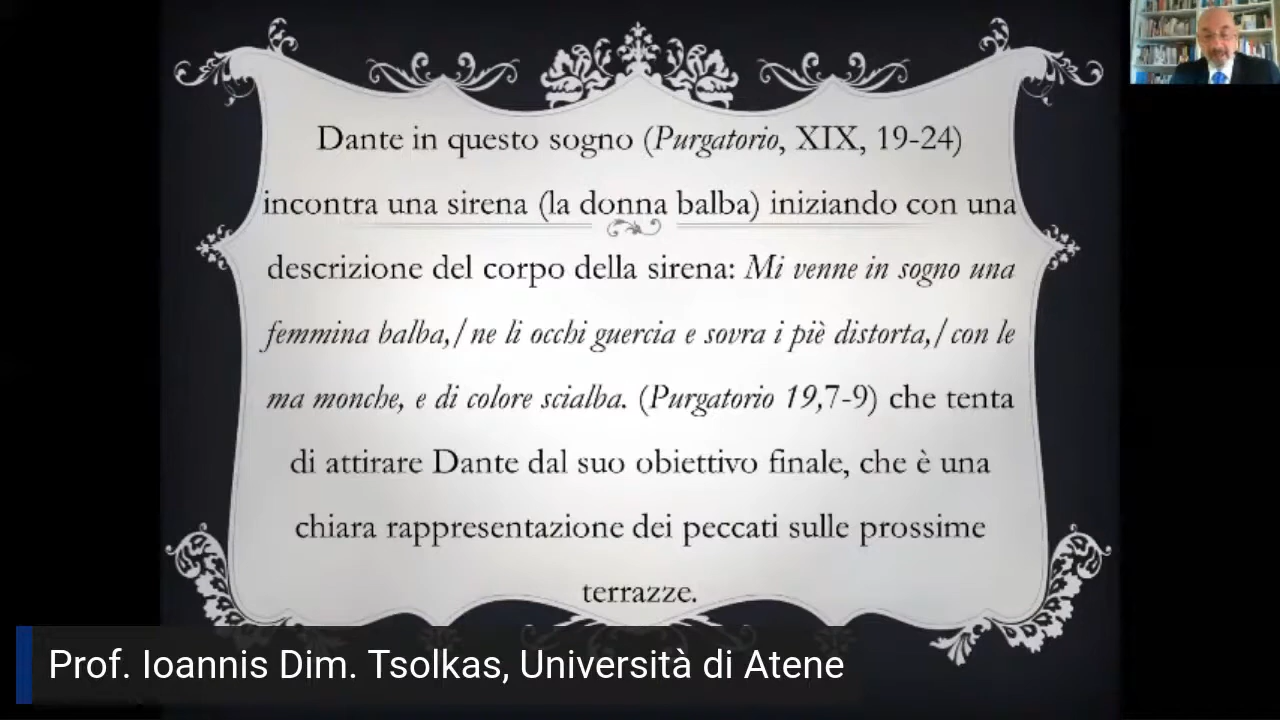 Dante in questo sogno (Purgatorio, XIX, 19-24)
incontra una sirena (la donna balba) iniziando con una
descrizione del corpo della sirena: Mi venne in sogno una
femmina balba,/ ne li occhi guercia e sovra i piè distorta,/ con le
ma monche, e di colore scialba. (Purgatorio 19,7-9) che tenta
di attirare Dante dal suo obiettivo finale, che è una
chiara rappresentazione dei peccati sulle prossime
terrazze.
Prof. Ioannis Dim. Tsolkas, Università di Atene